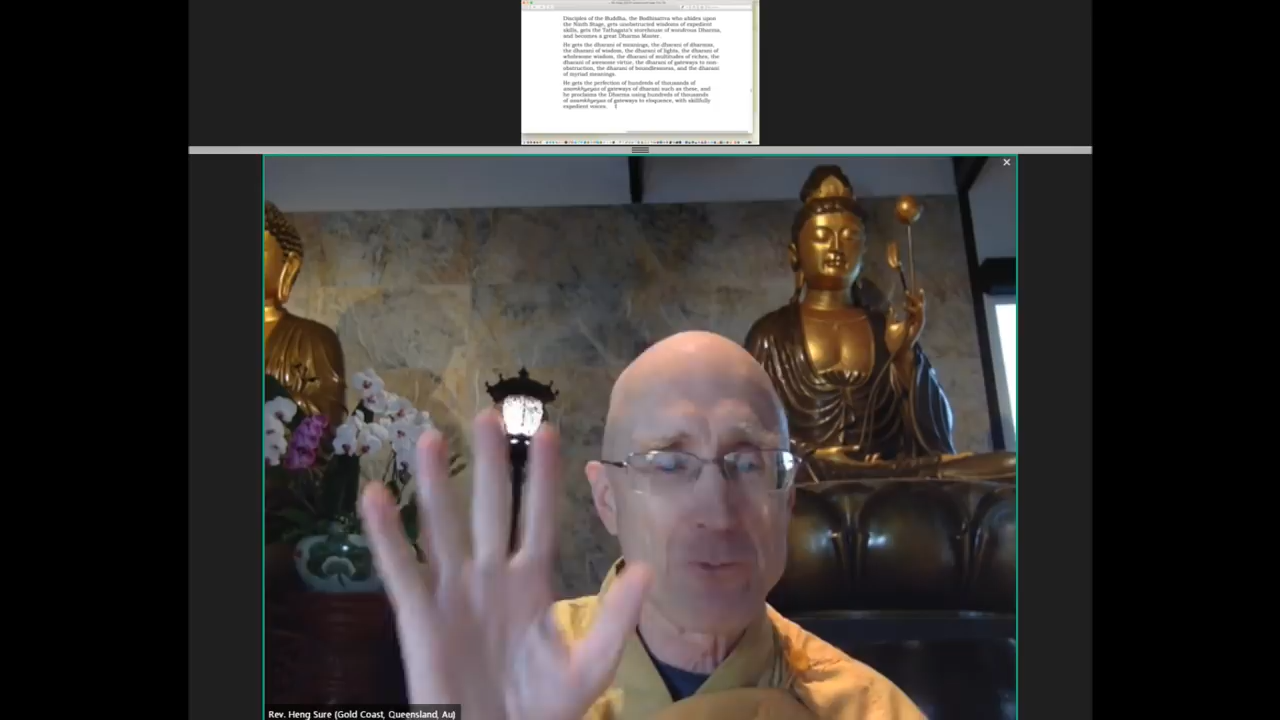 Disciples of the Buddha, the Bodhisattva who abides upon
the Ninth Stage, gets unobstructed wisdoms of expedient
skills, gets the Tathagata's storehouse of wondrous Dharma,
and becomes a great Dharma Master.
He gets the dharani of meanings, the dharani of dharmas,
the dharani of wisdom, the dharani of lights, the dharani of
wholesome wisdom, the dharani of multitudes of riches, the
dharani of awesome virtue, the dharani of gateways to non-
obstruction, the dharani of boundlessness, and the dharani
of myriad meanings.
He gets the perfection of hundreds of thousands of
asamkhyeyas of gateways of dharani such as these, and
he proclaims the Dharma using hundreds of thousands
of asamkhyeyas of gateways to eloquence, with skillfully
expedient voices.
Rev. Heng Sure (Gold Coast, Queensland, Au)